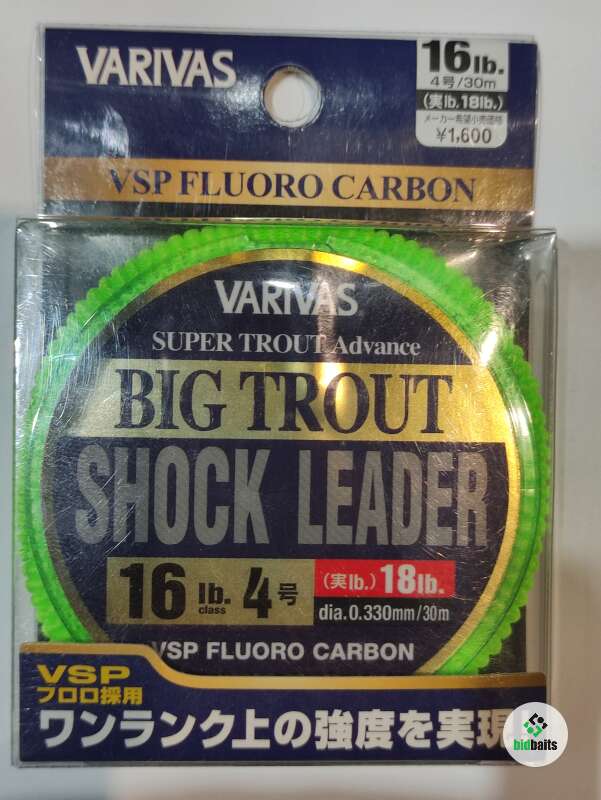 VARIVAS
16lb.
4号/30m
(実lb.18lb.)
メーカー希望小売価格
¥1,600
VSP FLUORO CARBON
VARIVAS
SUPER TROUT Advance
BIG TROUT
SHOCK LEADER
16 lb. class 4号 (実lb.) 18lb.
dia.0.330mm/30m
VSP FLUORO CARBON
VSP
プロロ採用
ワンランク上の強度を実現
bidbaits